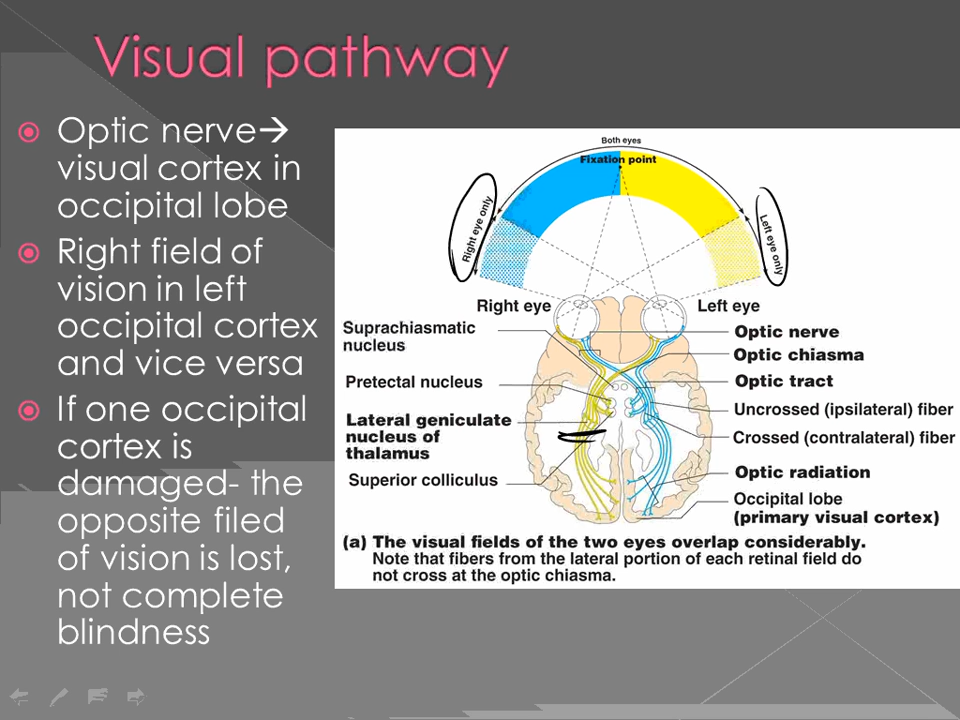 Visual pathway
Optic nerve→
visual cortex in
occipital lobe
Right field of
vision in left
occipital cortex
and vice versa
If one occipital
cortex is
damaged- the
opposite filed
of vision is lost,
not complete
blindness
Both eyes
Fixation point
Right eye only
Left eye only
Right eye
Left eye
Suprachiasmatic
nucleus
Pretectal nucleus
Lateral geniculate
nucleus of
thalamus
Superior colliculus
Optic nerve
Optic chiasma
Optic tract
Uncrossed (ipsilateral) fiber
Crossed (contralateral) fiber
Optic radiation
Occipital lobe
(primary visual cortex)
(a) The visual fields of the two eyes overlap considerably.
Note that fibers from the lateral portion of each retinal field do
not cross at the optic chiasma.